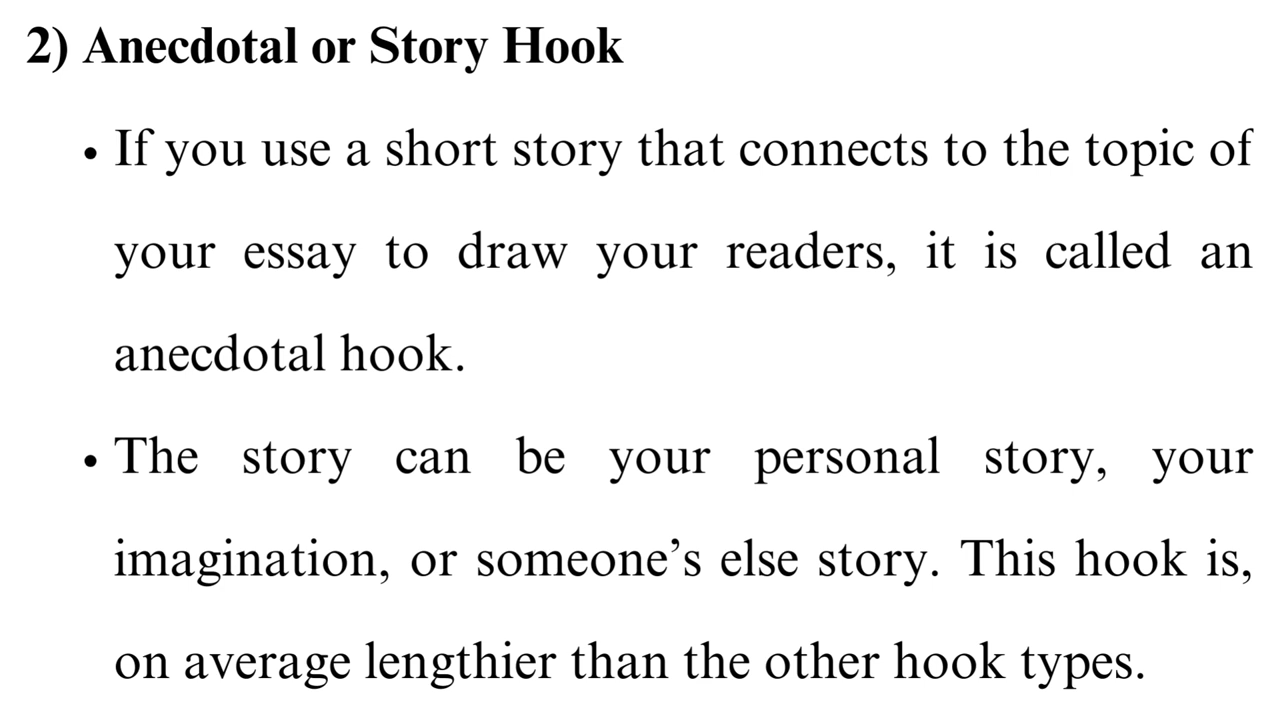 2) Anecdotal or Story Hook
• If you use a short story that connects to the topic of
your essay to draw your readers, it is called an
anecdotal hook.
• The story can be your personal story, your
imagination, or someone’s else story. This hook is,
on average lengthier than the other hook types.